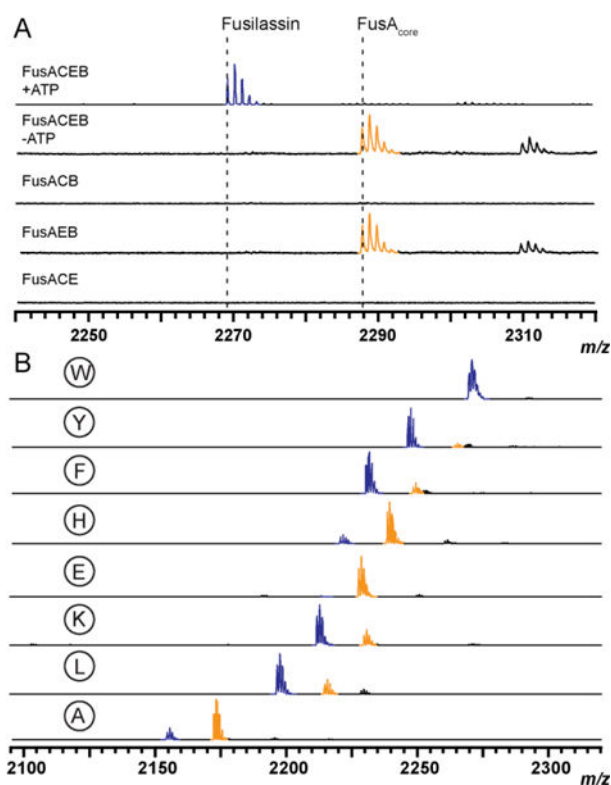 A
Fusilassin FusAcore
FusACEB
+ATP
FusACEB
-ATP
FusACB
FusAEB
FusACE
2250 2270 2290 2310
m/z
B
W
Y
F
H
E
K
L
A
2100 2150 2200 2250 2300
m/z